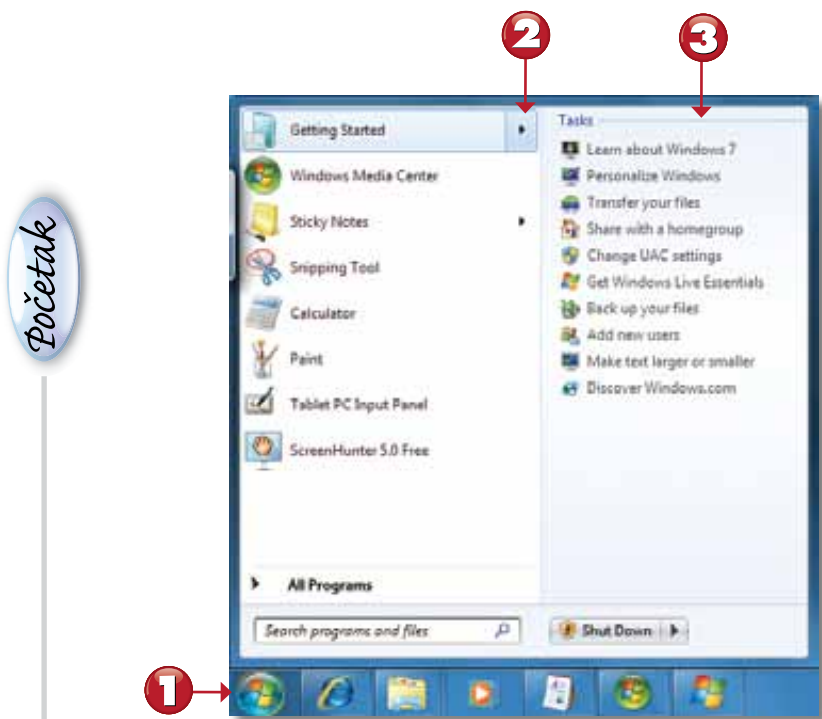 2
3
Početak
Getting Started
Windows Media Center
Sticky Notes
Snipping Tool
Calculator
Paint
Tablet PC Input Panel
ScreenHunter 5.0 Free
All Programs
Search programs and files
Tasks
Learn about Windows 7
Personalize Windows
Transfer your files
Share with a homegroup
Change UAC settings
Get Windows Live Essentials
Back up your files
Add new users
Make text larger or smaller
Discover Windows.com
Shut Down
1